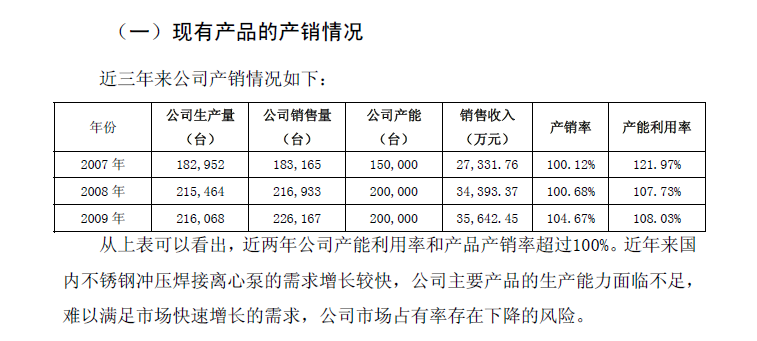 （一）现有产品的产销情况
近三年来公司产销情况如下：
年份 公司生产量（台） 公司销售量（台） 公司产能（台） 销售收入（万元） 产销率 产能利用率
2007 年 182,952 183,165 150,000 27,331.76 100.12% 121.97%
2008 年 215,464 216,933 200,000 34,393.37 100.68% 107.73%
2009 年 216,068 226,167 200,000 35,642.45 104.67% 108.03%
从上表可以看出，近两年公司产能利用率和产品产销率超过100%。近年来国
内不锈钢冲压焊接离心泵的需求增长较快，公司主要产品的生产能力面临不足，
难以满足市场快速增长的需求，公司市场占有率存在下降的风险。